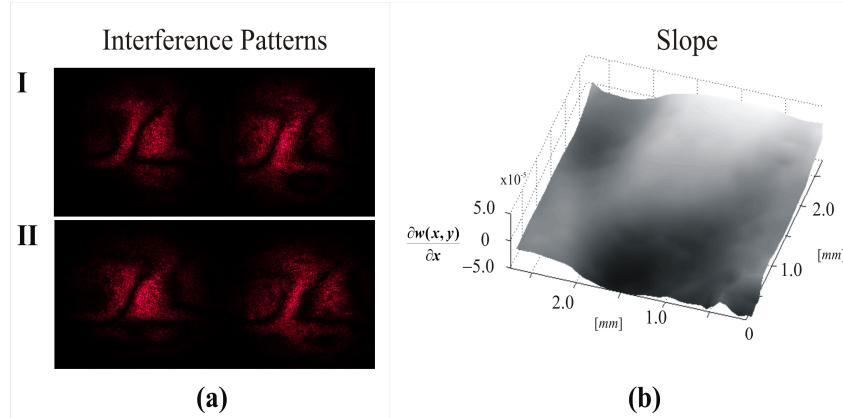 Interference Patterns
I
II
(a)
Slope
x10⁻⁵
5.0
0
−5.0
∂w(x, y)
∂x
2.0
[mm]
1.0
0
1.0
[mm]
2.0
(b)